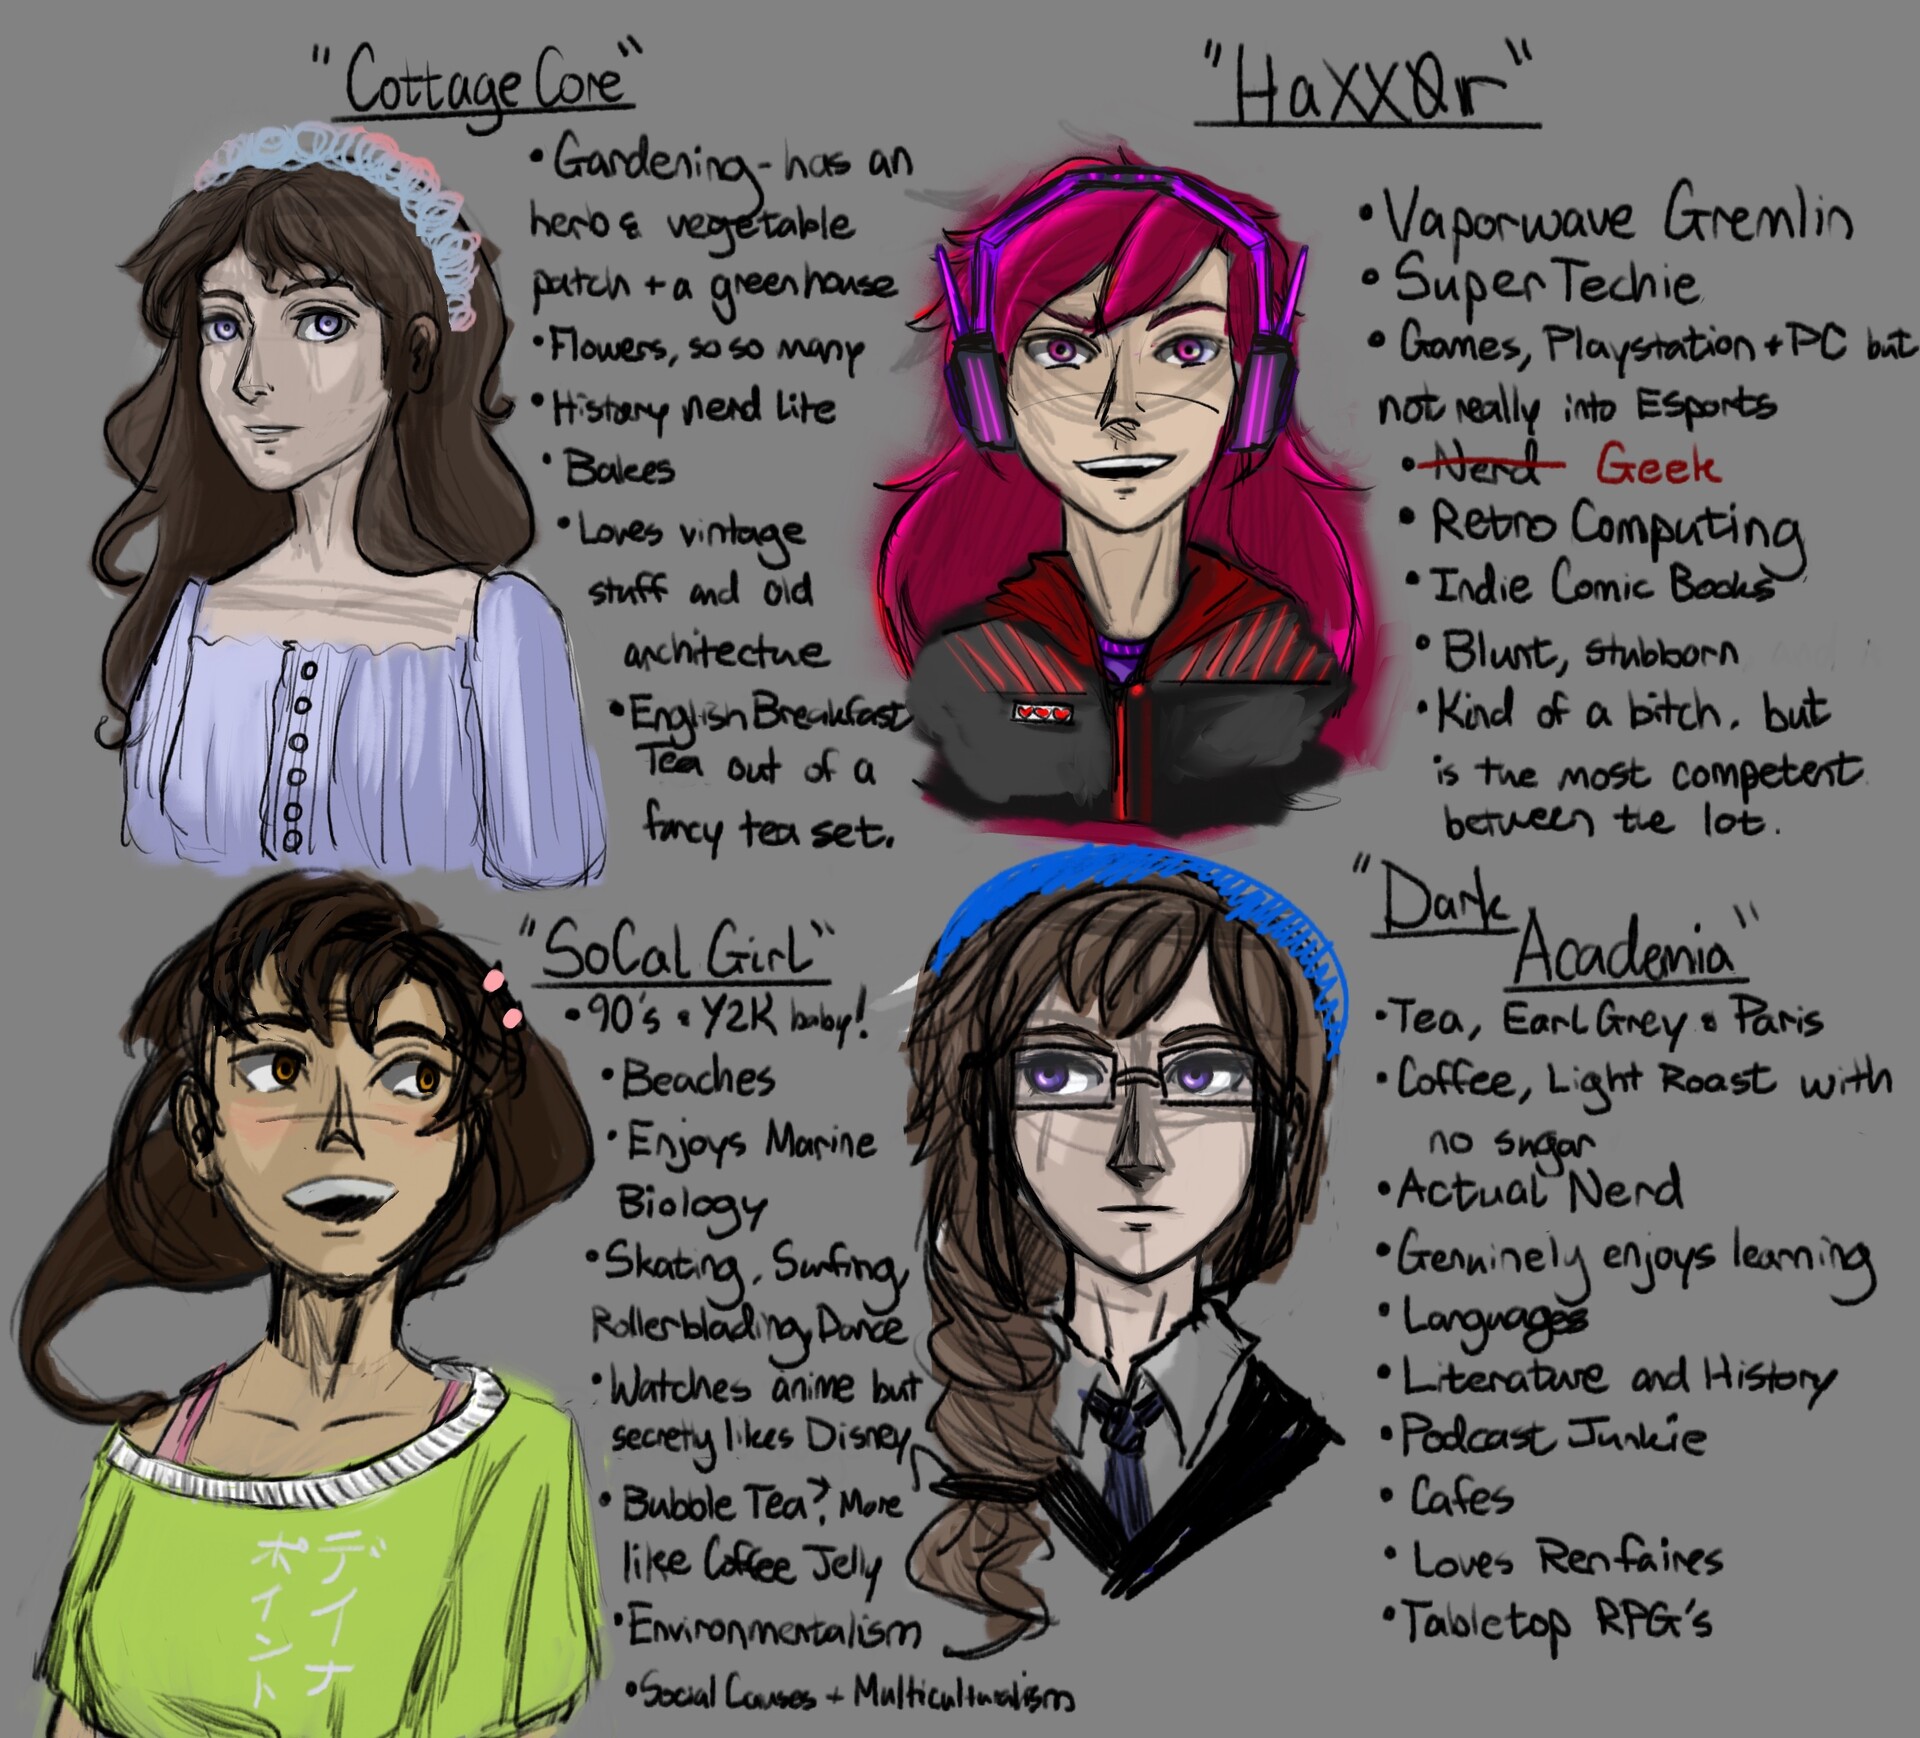 "Cottage Core"
• Gardening - has an
herb & vegetable
patch + a greenhouse
• Flowers, so so many
• History nerd lite
• Bakes
• Loves vintage
stuff and old
architecture
• English Breakfast
Tea out of a
fancy tea set.
"HaXXØr"
• Vaporwave Gremlin
• Super Techie
• Games, Playstation + PC but
not really into Esports
• Nerd Geek
• Retro Computing
• Indie Comic Books
• Blunt, stubborn
• Kind of a bitch, but
is the most competent
between the lot.
"SoCal Girl"
• 90's & Y2K baby!
• Beaches
• Enjoys Marine
Biology
• Skating, Surfing,
Rollerblading, Dance
• Watches anime but
secretly likes Disney
• Bubble Tea? More
like Coffee Jelly
• Environmentalism
• Social Causes + Multiculturalism
デイナ
ポイント
"Dark
Academia"
• Tea, Earl Grey & Paris
• Coffee, Light Roast with
no sugar
• Actual Nerd
• Genuinely enjoys learning
• Languages
• Literature and History
• Podcast Junkie
• Cafes
• Loves Renfaires
• Tabletop RPG's